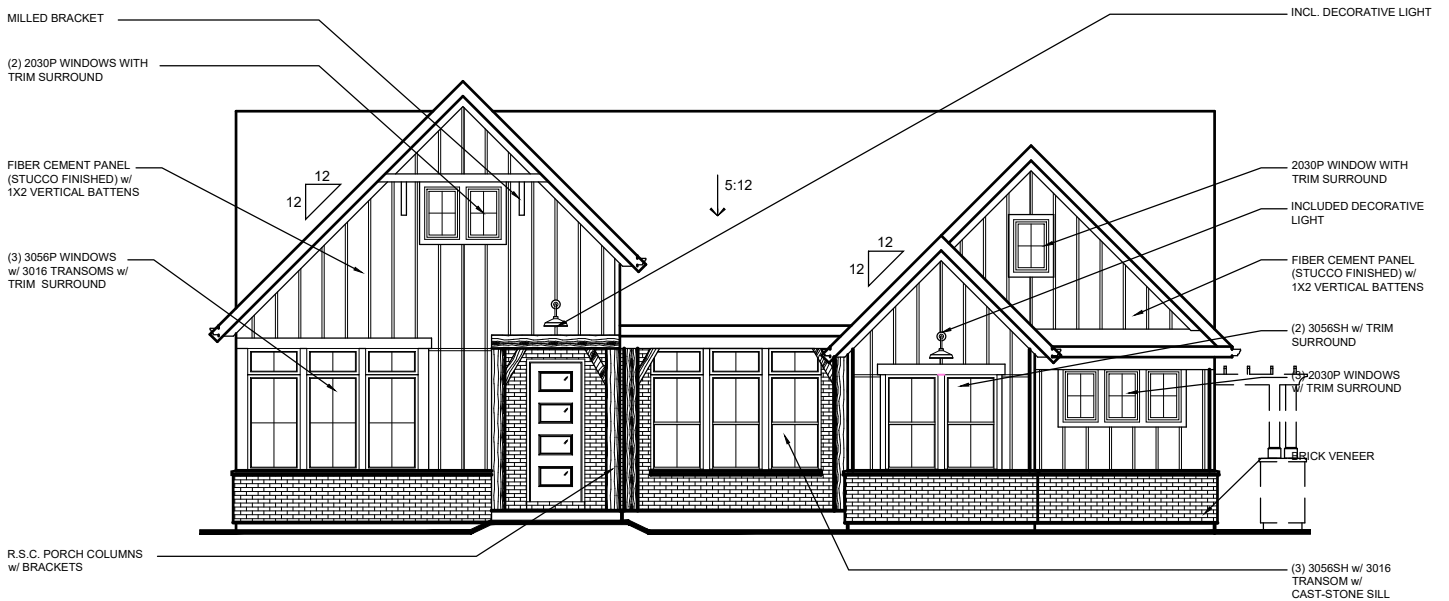 MILLED BRACKET
(2) 2030P WINDOWS WITH
TRIM SURROUND
FIBER CEMENT PANEL
(STUCCO FINISHED) w/
1X2 VERTICAL BATTENS
(3) 3056P WINDOWS
w/ 3016 TRANSOMS w/
TRIM SURROUND
R.S.C. PORCH COLUMNS
w/ BRACKETS
12
12
5:12
12
12
INCL. DECORATIVE LIGHT
2030P WINDOW WITH
TRIM SURROUND
INCLUDED DECORATIVE
LIGHT
FIBER CEMENT PANEL
(STUCCO FINISHED) w/
1X2 VERTICAL BATTENS
(2) 3056SH w/ TRIM
SURROUND
(3) 2030P WINDOWS
w/ TRIM SURROUND
BRICK VENEER
(3) 3056SH w/ 3016
TRANSOM w/
CAST-STONE SILL